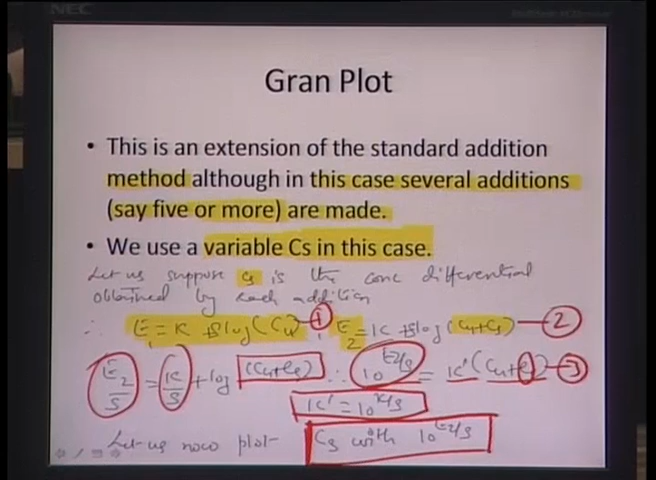 NEC
Gran Plot
• This is an extension of the standard addition
method although in this case several additions
(say five or more) are made.
• We use a variable Cs in this case.
Let us suppose Cs is the conc differential
obtained by each addition
∴ E₁ = K + S log (Cu) — ① , E₂ = K + S log (Cu+Cs) — ②
E₂/S = K/S + log (Cu+Cs) ∴ 10^E₂/S = K' (Cu+Cs) — ③
K' = 10^K/S
Let us now plot Cs with 10^E₂/S